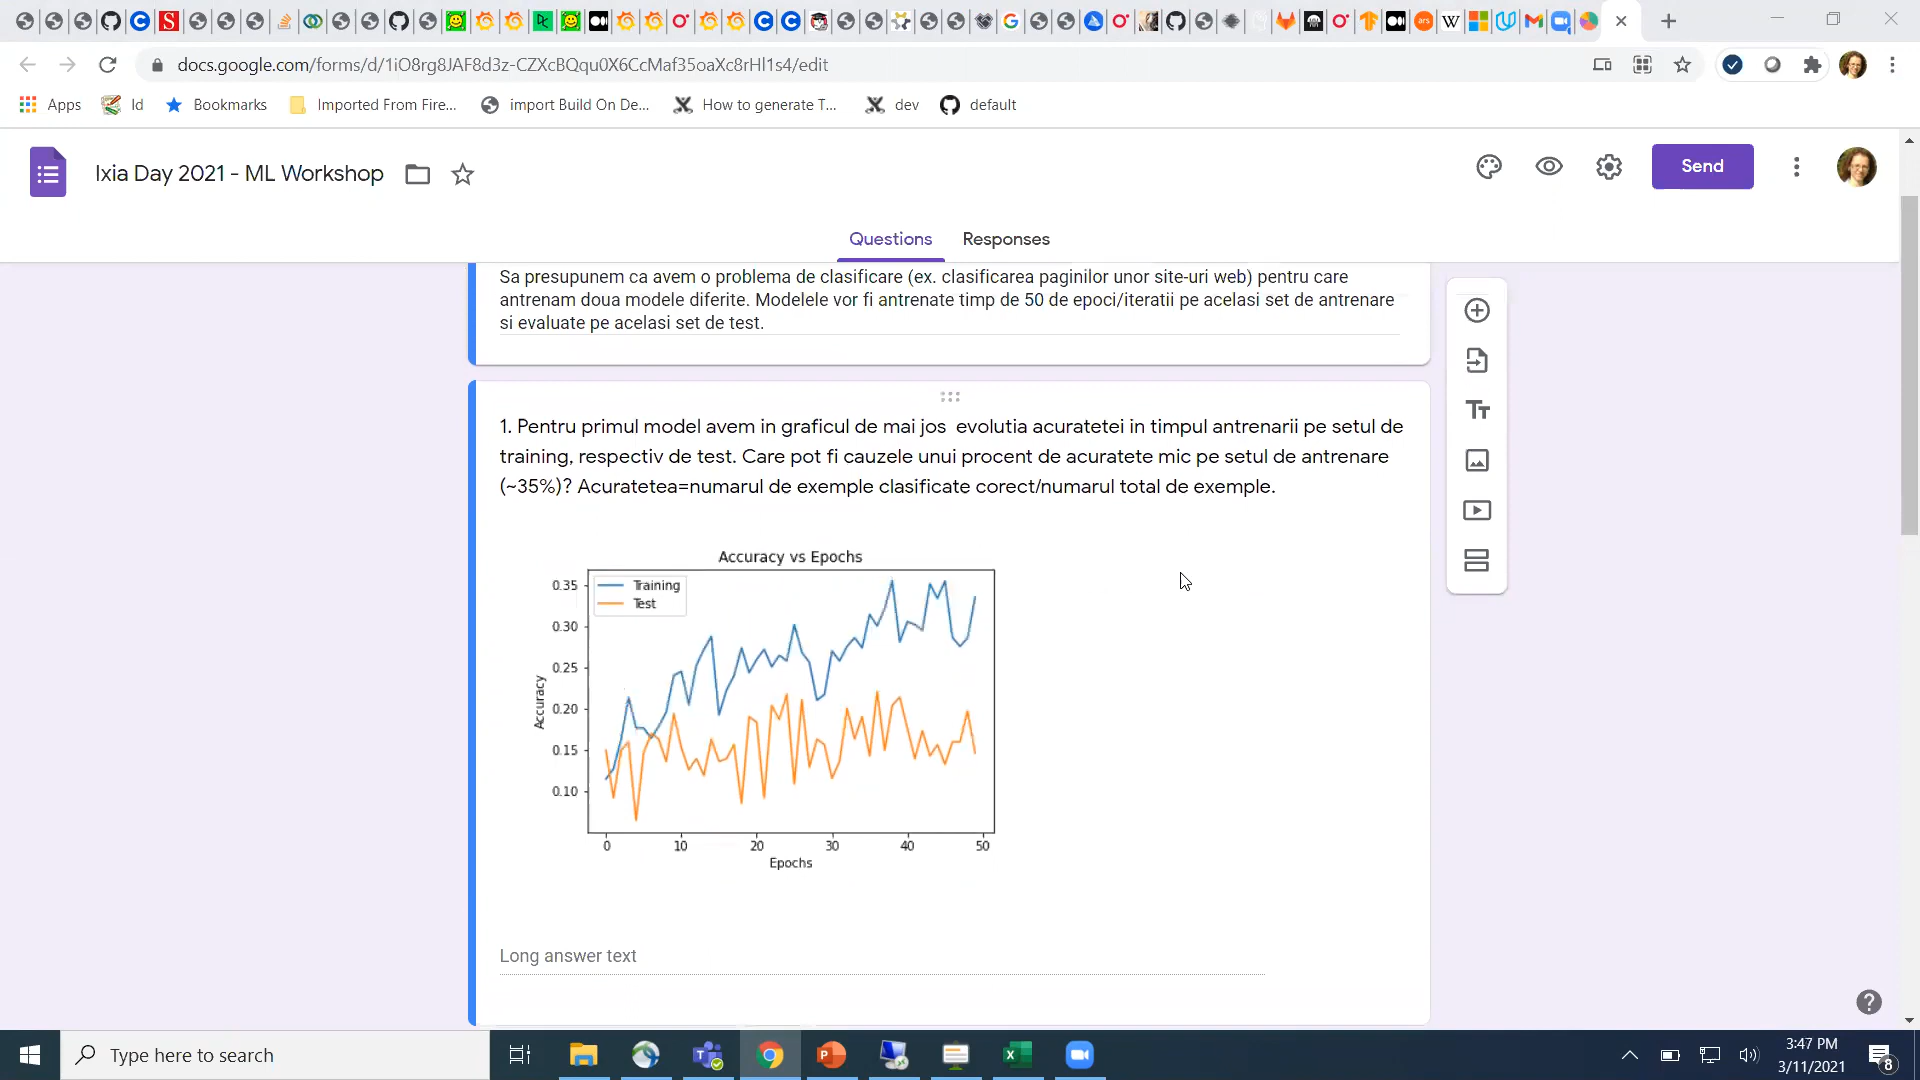 docs.google.com/forms/d/1iO8rg8JAF8d3z-CZXcBQqu0X6CcMaf35oaXc8rHl1s4/edit
Apps Id Bookmarks Imported From Fire... import Build On De... How to generate T... dev default
Ixia Day 2021 - ML Workshop
Send
Questions Responses
Sa presupunem ca avem o problema de clasificare (ex. clasificarea paginilor unor site-uri web) pentru care
antrenam doua modele diferite. Modelele vor fi antrenate timp de 50 de epoci/iteratii pe acelasi set de antrenare
si evaluate pe acelasi set de test.
1. Pentru primul model avem in graficul de mai jos evolutia acuratetei in timpul antrenarii pe setul de
training, respectiv de test. Care pot fi cauzele unui procent de acuratete mic pe setul de antrenare
(~35%)? Acuratetea=numarul de exemple clasificate corect/numarul total de exemple.
Accuracy vs Epochs
Training
Test
0.35
0.30
0.25
0.20
0.15
0.10
Accuracy
0 10 20 30 40 50
Epochs
Long answer text
Type here to search
3:47 PM
3/11/2021
8